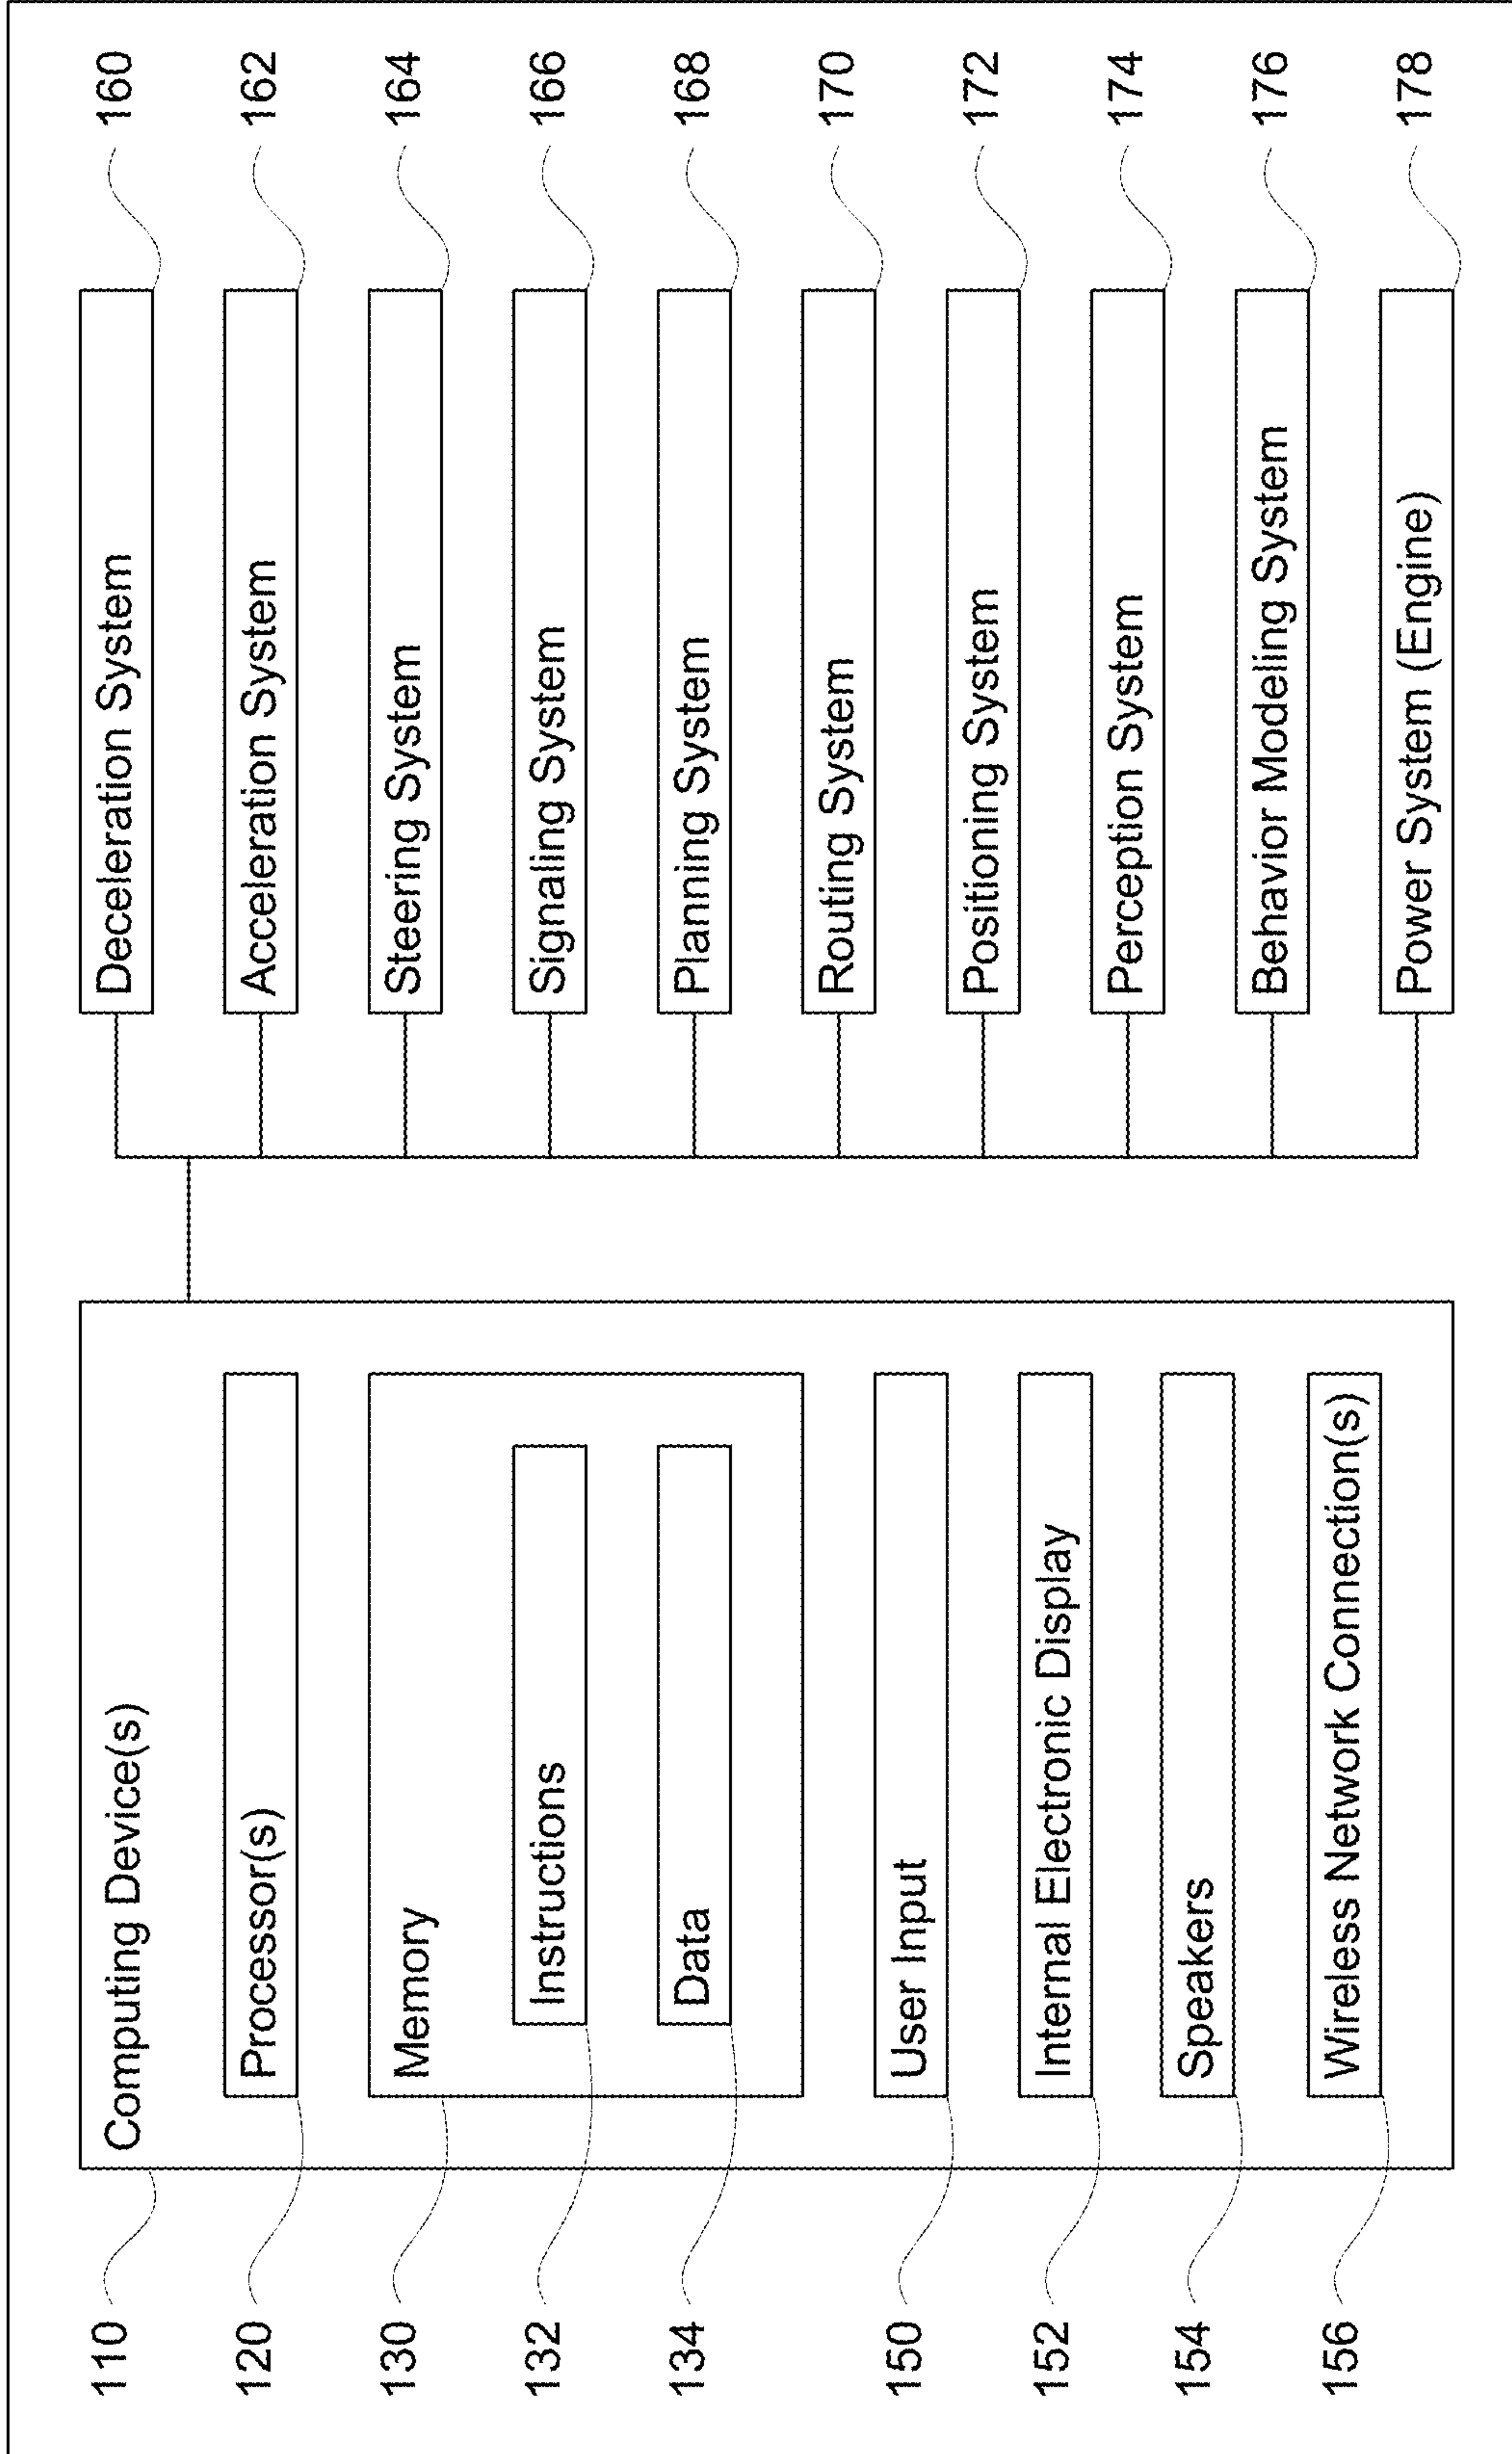 110
Computing Device(s)
120
Processor(s)
130
Memory
132
Instructions
134
Data
150
User Input
152
Internal Electronic Display
154
Speakers
156
Wireless Network Connection(s)
Deceleration System
160
Acceleration System
162
Steering System
164
Signaling System
166
Planning System
168
Routing System
170
Positioning System
172
Perception System
174
Behavior Modeling System
176
Power System (Engine)
178